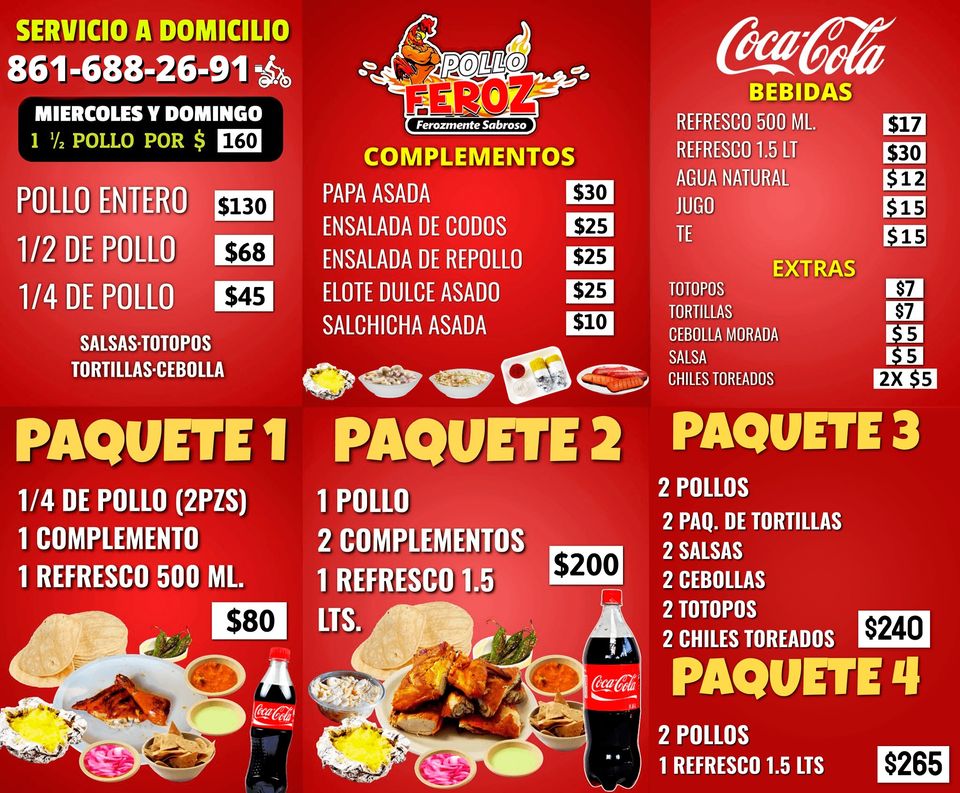 SERVICIO A DOMICILIO
861-688-26-91
MIERCOLES Y DOMINGO
1 ½ POLLO POR $ 160
POLLO ENTERO $130
1/2 DE POLLO $68
1/4 DE POLLO $45
SALSAS-TOTOPOS
TORTILLAS-CEBOLLA
POLLO
FEROZ
Ferozmente Sabroso
COMPLEMENTOS
PAPA ASADA $30
ENSALADA DE CODOS $25
ENSALADA DE REPOLLO $25
ELOTE DULCE ASADO $25
SALCHICHA ASADA $10
Coca-Cola
BEBIDAS
REFRESCO 500 ML. $17
REFRESCO 1.5 LT $30
AGUA NATURAL $12
JUGO $15
TE $15
EXTRAS
TOTOPOS $7
TORTILLAS $7
CEBOLLA MORADA $5
SALSA $5
CHILES TOREADOS 2X $5
PAQUETE 1
1/4 DE POLLO (2PZS)
1 COMPLEMENTO
1 REFRESCO 500 ML.
$80
Coca-Cola
PAQUETE 2
1 POLLO
2 COMPLEMENTOS
1 REFRESCO 1.5
LTS.
$200
Coca-Cola
PAQUETE 3
2 POLLOS
2 PAQ. DE TORTILLAS
2 SALSAS
2 CEBOLLAS
2 TOTOPOS
2 CHILES TOREADOS $240
PAQUETE 4
2 POLLOS
1 REFRESCO 1.5 LTS $265